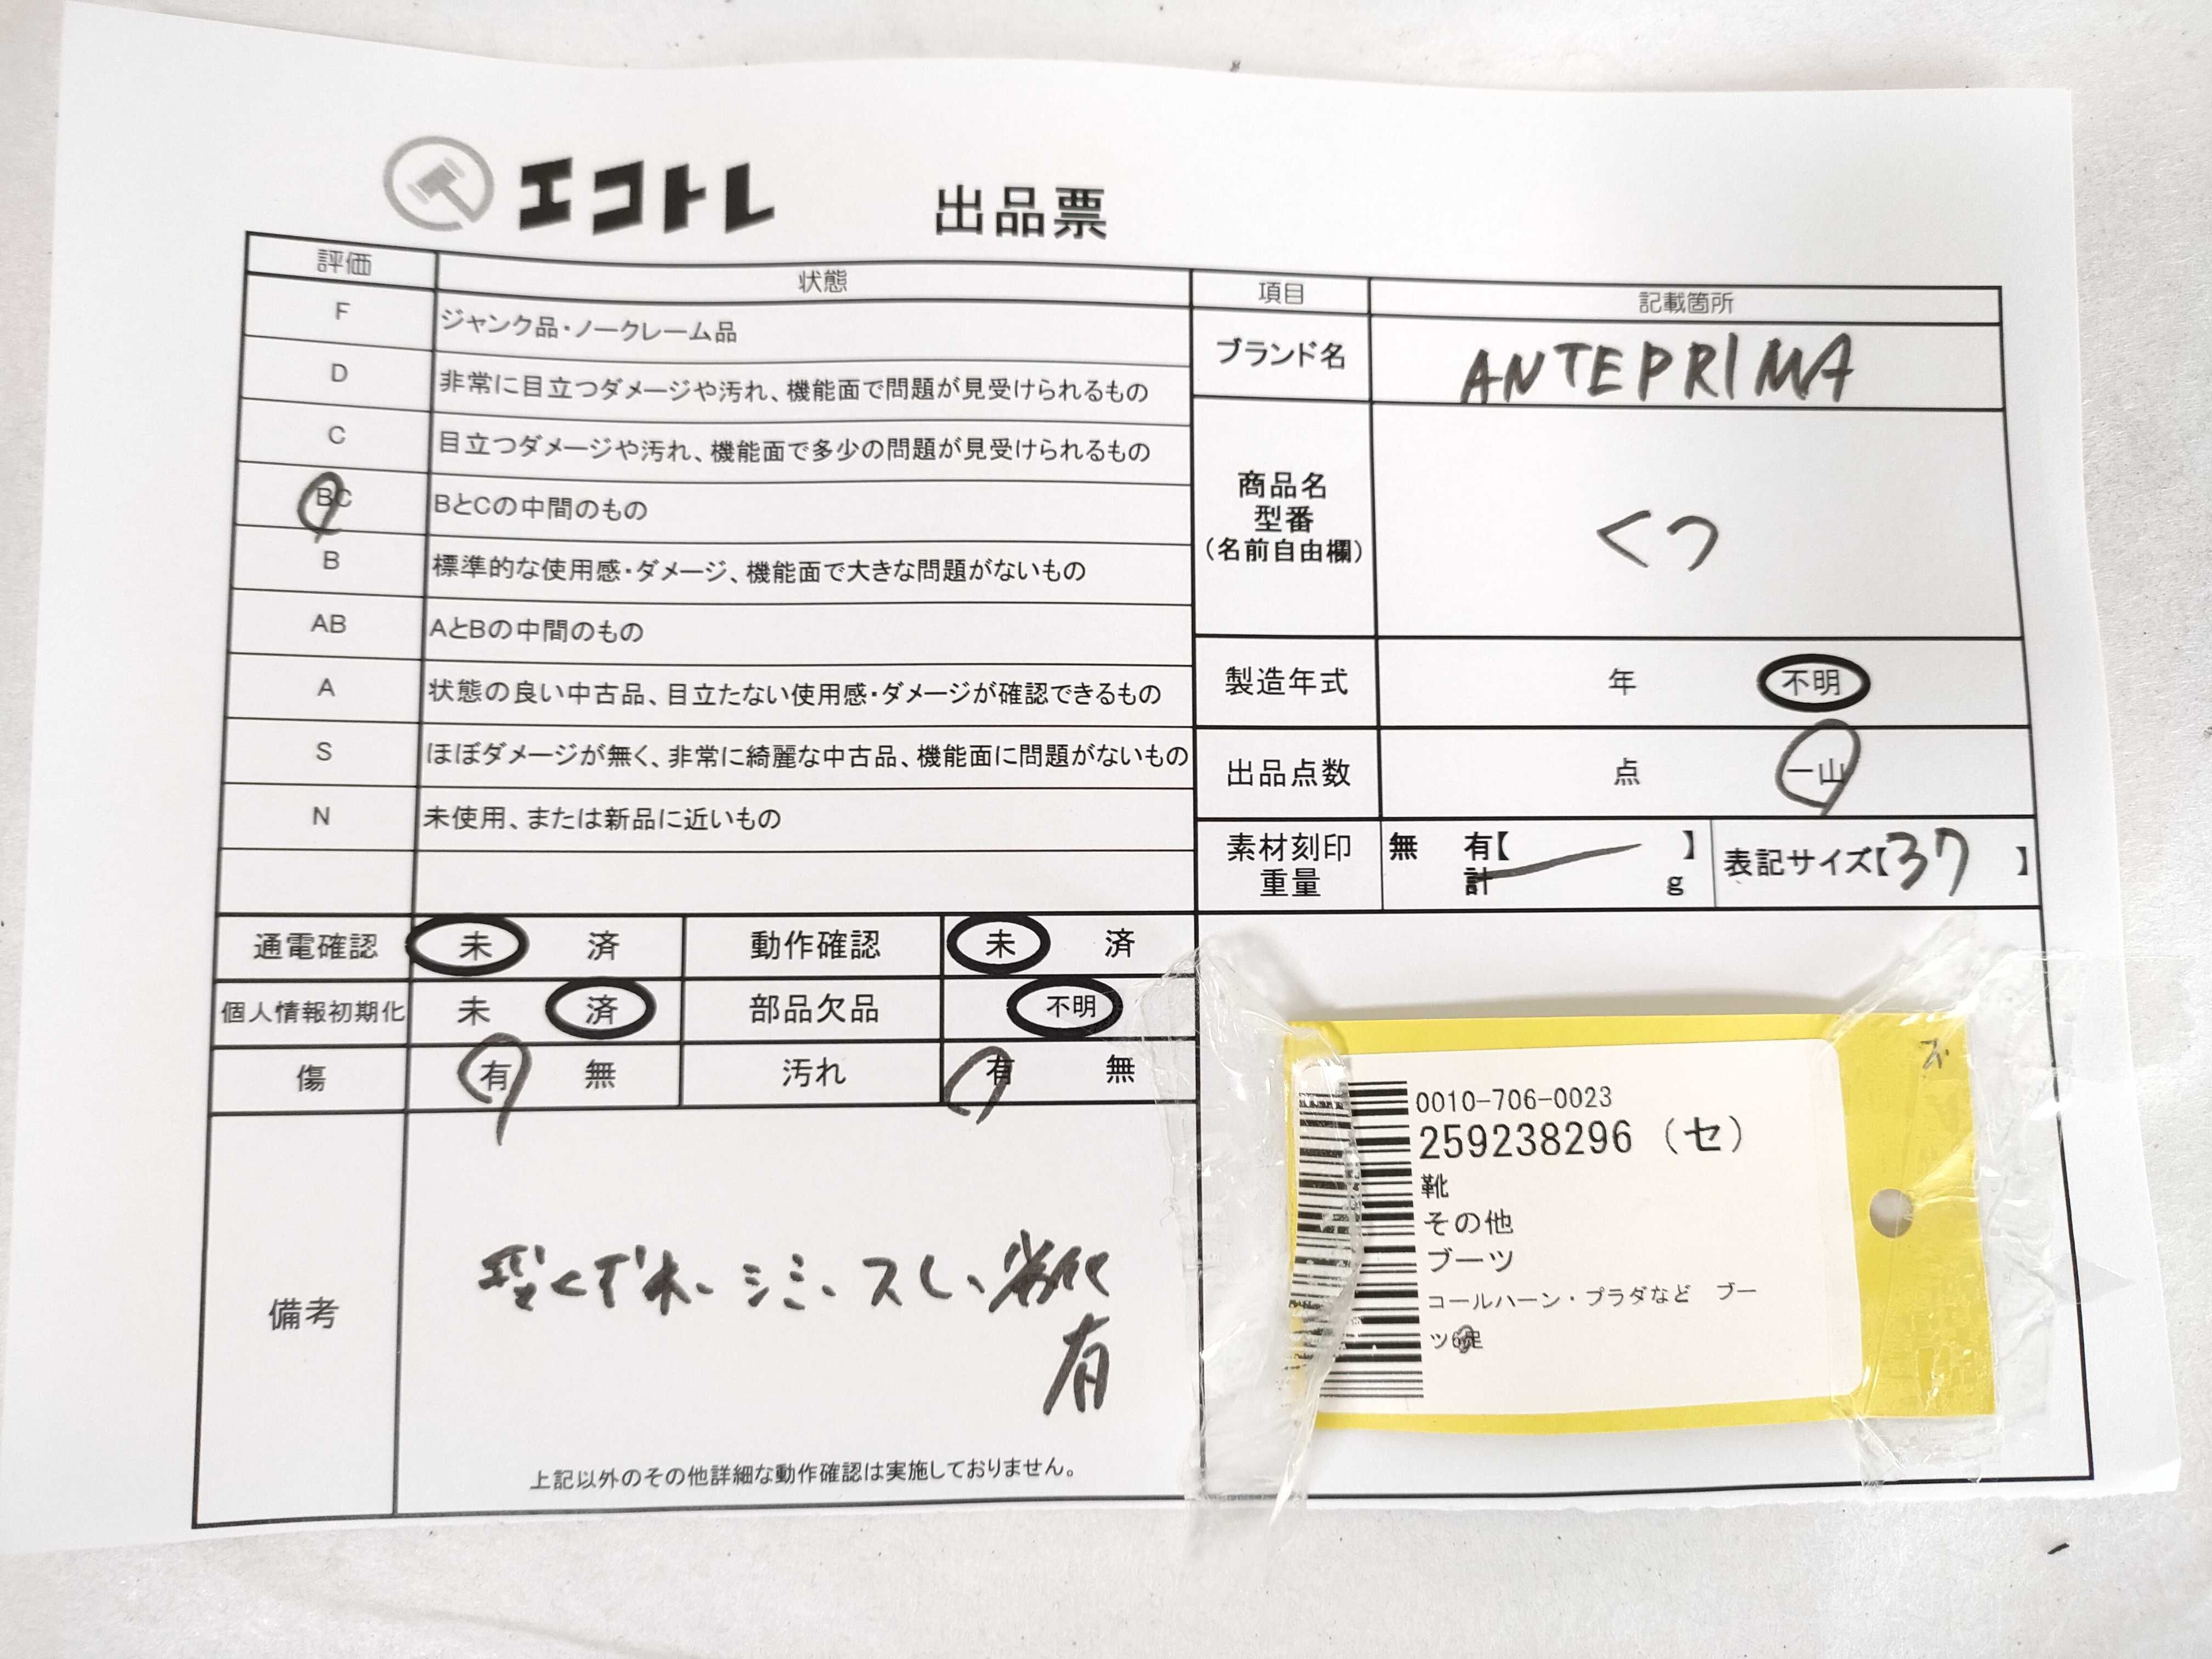 エコトレ 出品票
評価 状態
F ジャンク品・ノークレーム品
D 非常に目立つダメージや汚れ、機能面で問題が見受けられるもの
C 目立つダメージや汚れ、機能面で多少の問題が見受けられるもの
BC BとCの中間のもの
B 標準的な使用感・ダメージ、機能面で大きな問題がないもの
AB AとBの中間のもの
A 状態の良い中古品、目立たない使用感・ダメージが確認できるもの
S ほぼダメージが無く、非常に綺麗な中古品、機能面に問題がないもの
N 未使用、または新品に近いもの
項目 記載箇所
ブランド名 ANTEPRIMA
商品名
型番
（名前自由欄）
くつ
製造年式 年 不明
出品点数 点 一山
素材刻印 無 有【 】
重量 計 g
表記サイズ【37 】
通電確認 未 済 動作確認 未 済
個人情報初期化 未 済 部品欠品 不明
傷 有 無 汚れ 有 無
備考
型くずれ、シミ、スレ、劣化
有
上記以外のその他詳細な動作確認は実施しておりません。
0010-706-0023
259238296（セ）
靴
その他
ブーツ
コールハーン・プラダなど ブー
ツ 足